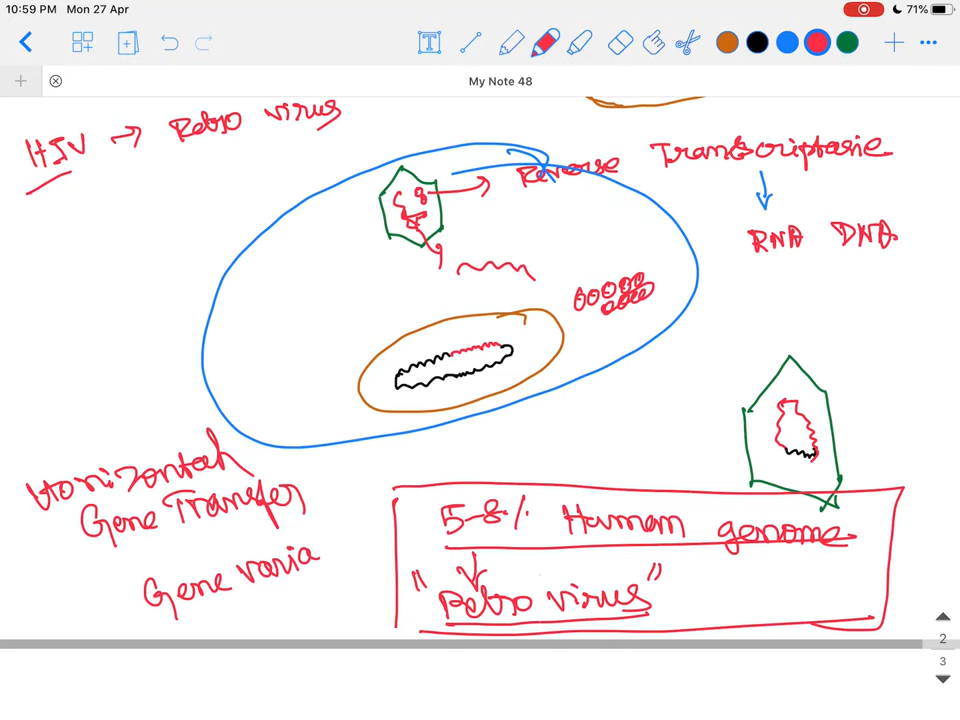 10:59 PM Mon 27 Apr
71%
My Note 48
HIV → Retro virus
Reverse Transcriptase
RNA DNA
Horizontal
Gene Transfer
Gene varia
5-8% Human genome
"Retro virus"
2
3